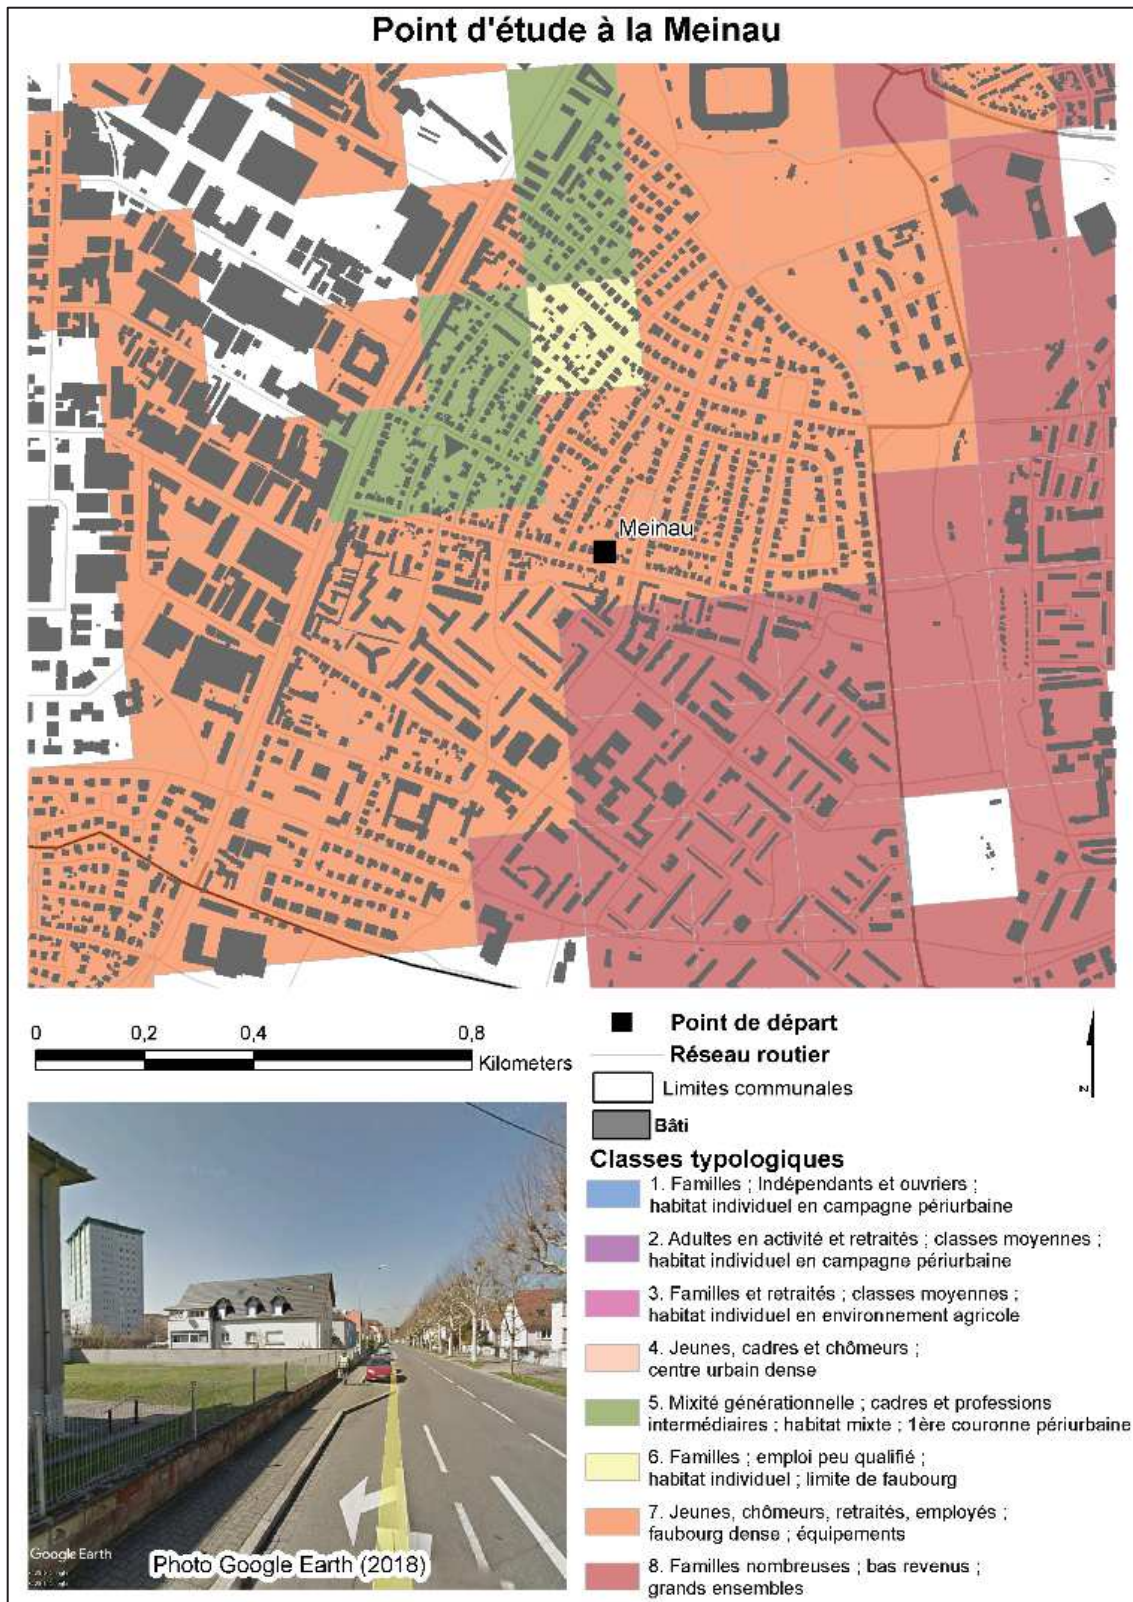 Point d'étude à la Meinau
Meinau
0 0,2 0,4 0,8
Kilometers
Point de départ
Réseau routier
Limites communales
Bâti
N
Classes typologiques
1. Familles ; Indépendants et ouvriers ;
habitat individuel en campagne périurbaine
2. Adultes en activité et retraités ; classes moyennes ;
habitat individuel en campagne périurbaine
3. Familles et retraités ; classes moyennes ;
habitat individuel en environnement agricole
4. Jeunes, cadres et chômeurs ;
centre urbain dense
5. Mixité générationnelle ; cadres et professions
intermédiaires ; habitat mixte ; 1ère couronne périurbaine
6. Familles ; emploi peu qualifié ;
habitat individuel ; limite de faubourg
7. Jeunes, chômeurs, retraités, employés ;
faubourg dense ; équipements
8. Familles nombreuses ; bas revenus ;
grands ensembles
Google Earth
Photo Google Earth (2018)